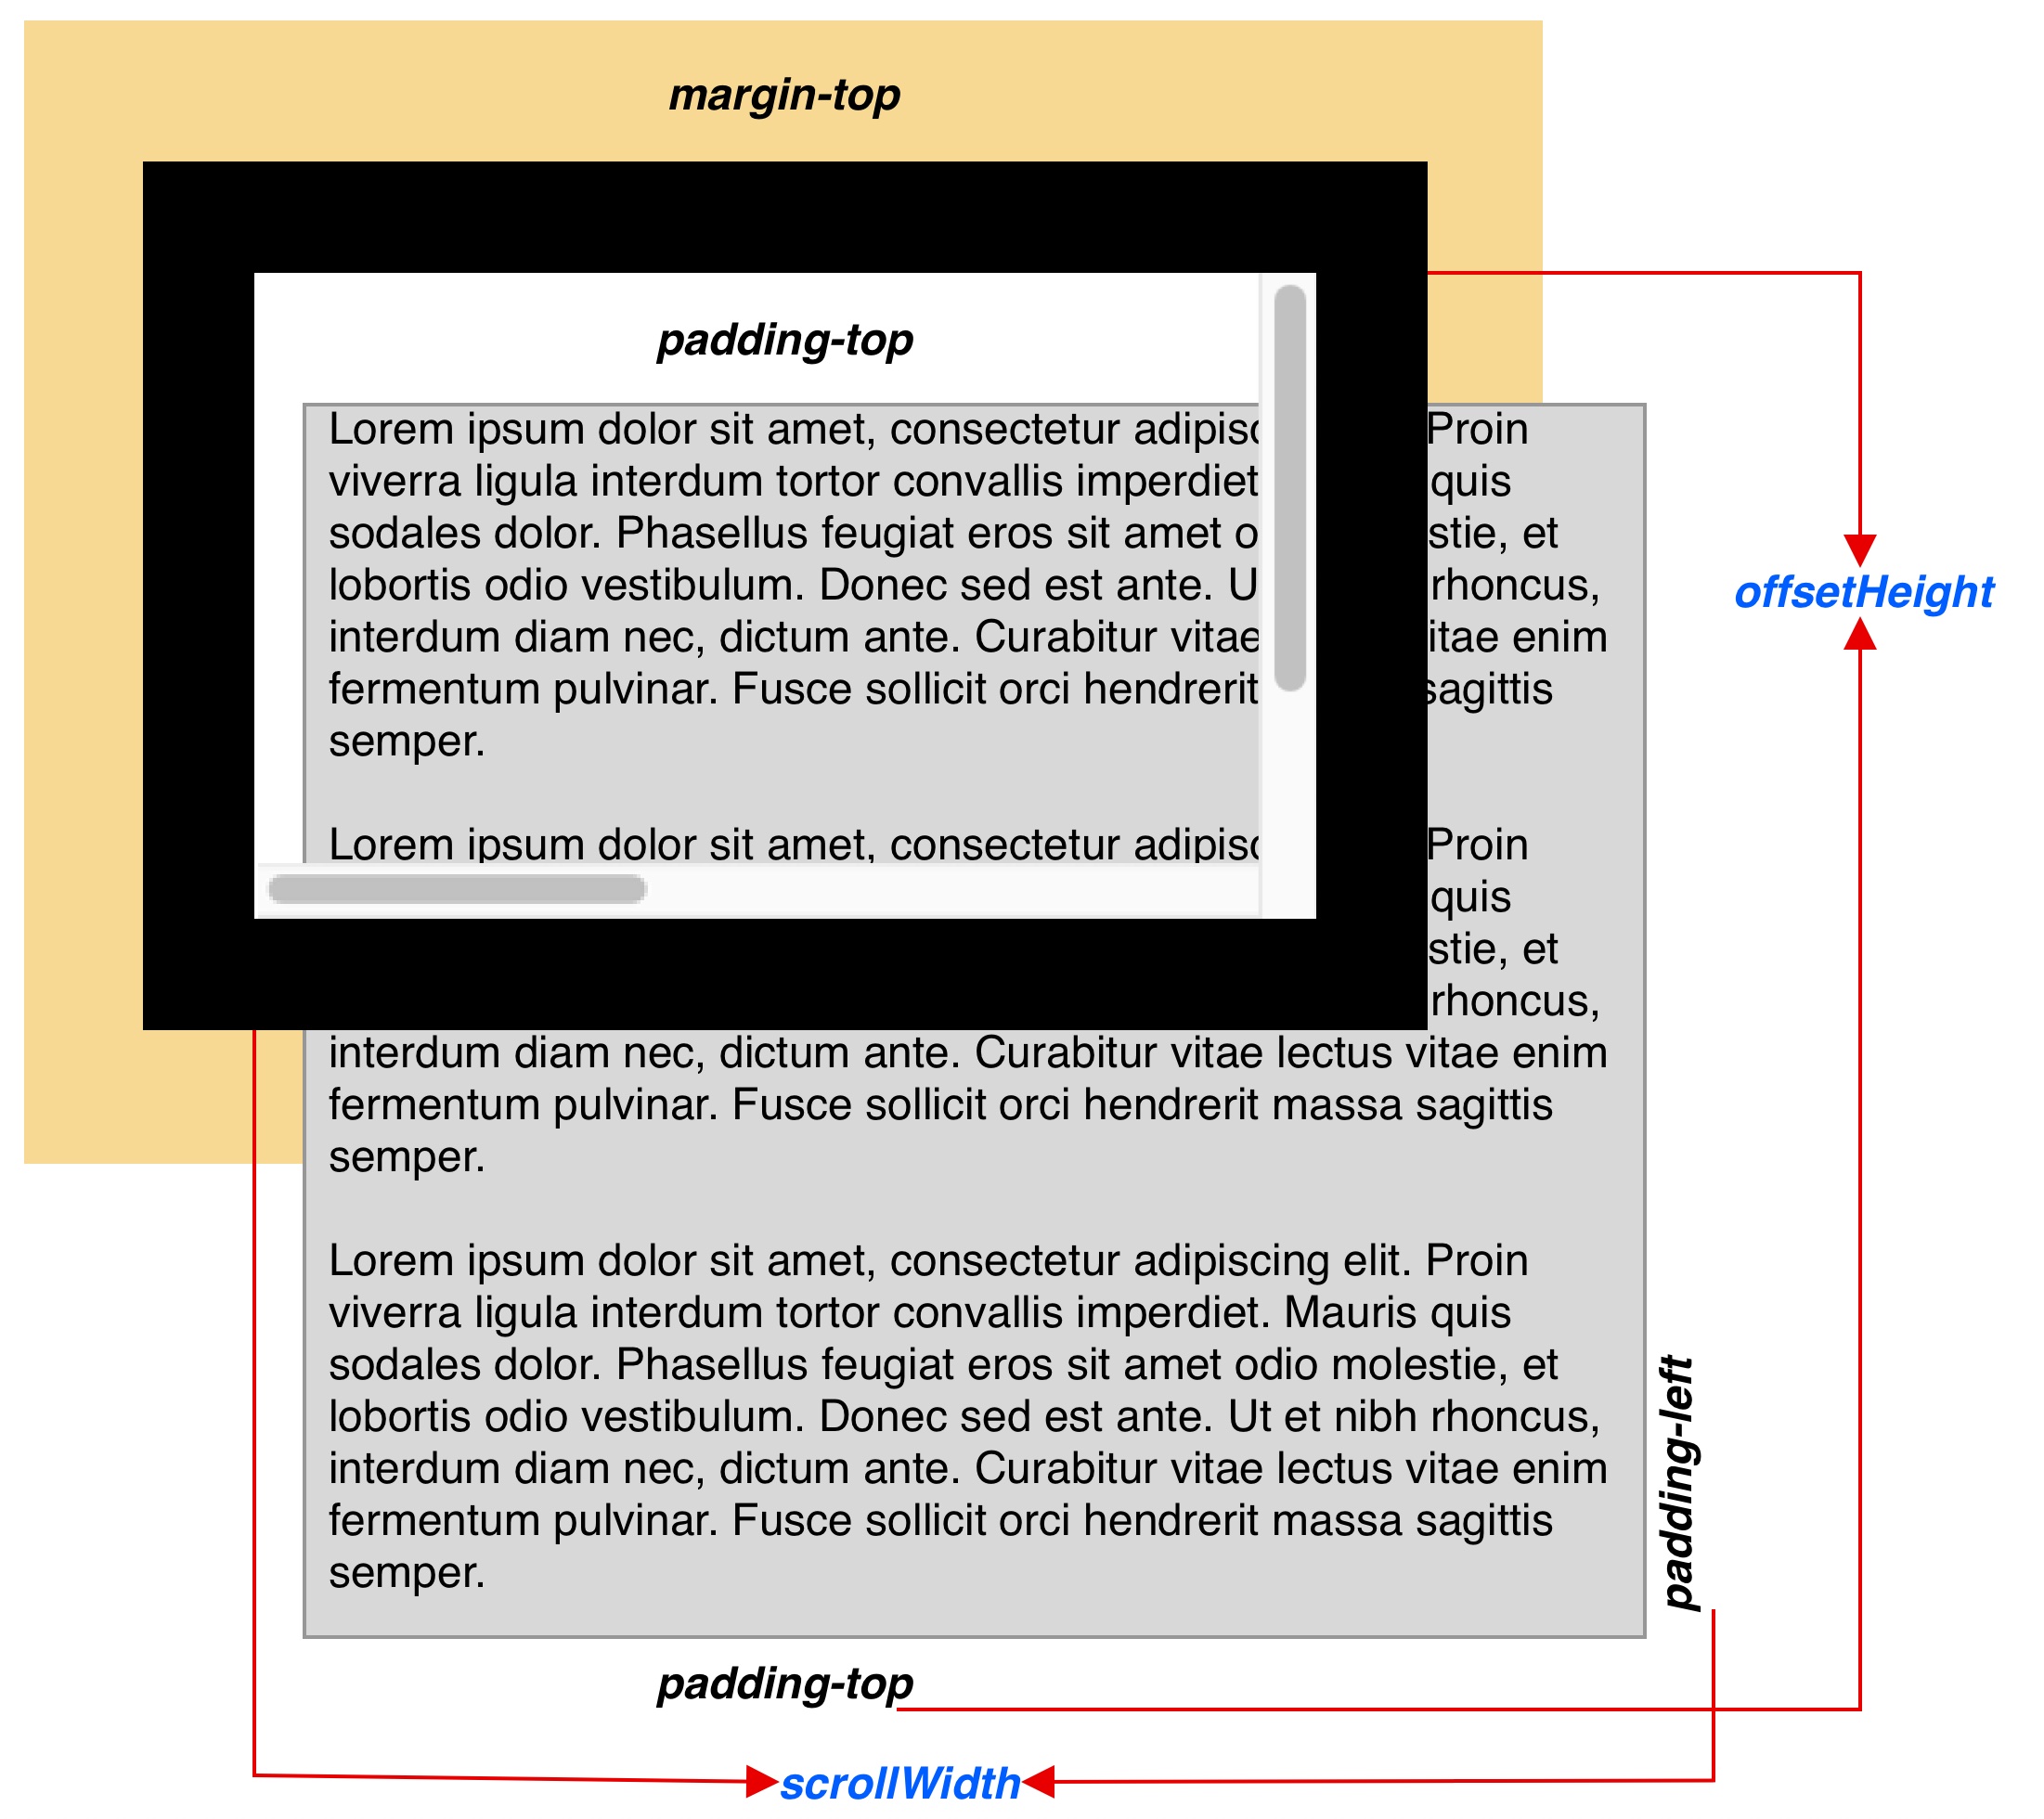 margin-top
padding-top
Lorem ipsum dolor sit amet, consectetur adipisc Proin
viverra ligula interdum tortor convallis imperdiet quis
sodales dolor. Phasellus feugiat eros sit amet o stie, et
lobortis odio vestibulum. Donec sed est ante. U rhoncus,
interdum diam nec, dictum ante. Curabitur vitae itae enim
fermentum pulvinar. Fusce sollicit orci hendrerit sagittis
semper.
offsetHeight
Lorem ipsum dolor sit amet, consectetur adipisc Proin
quis
stie, et
rhoncus,
interdum diam nec, dictum ante. Curabitur vitae lectus vitae enim
fermentum pulvinar. Fusce sollicit orci hendrerit massa sagittis
semper.
Lorem ipsum dolor sit amet, consectetur adipiscing elit. Proin
viverra ligula interdum tortor convallis imperdiet. Mauris quis
sodales dolor. Phasellus feugiat eros sit amet odio molestie, et
lobortis odio vestibulum. Donec sed est ante. Ut et nibh rhoncus,
interdum diam nec, dictum ante. Curabitur vitae lectus vitae enim
fermentum pulvinar. Fusce sollicit orci hendrerit massa sagittis
semper.
padding-left
padding-top
scrollWidth